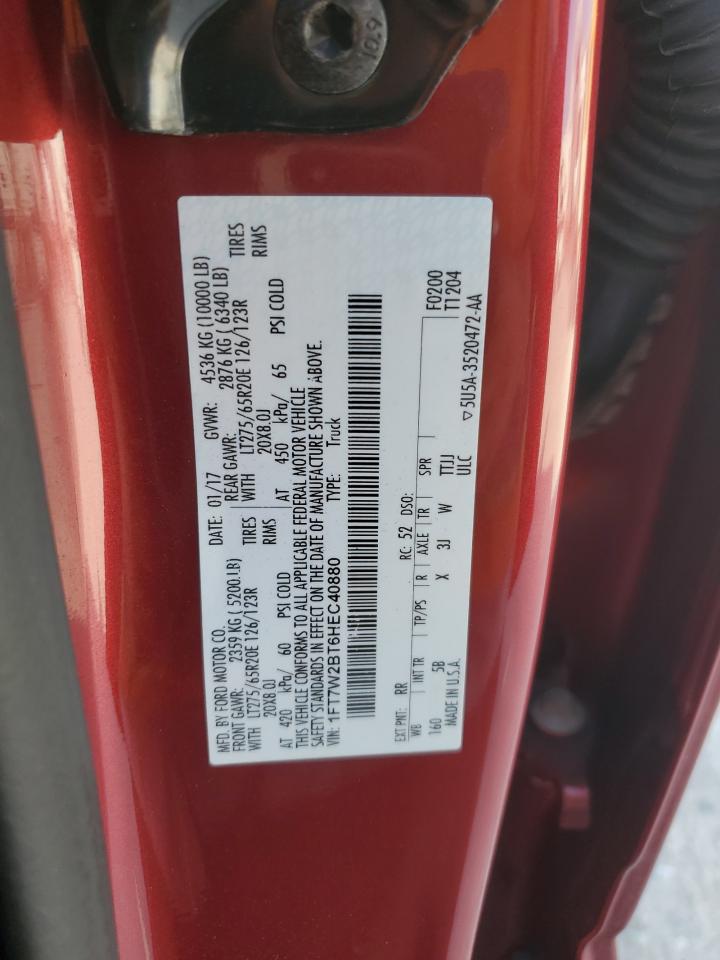 10.9
MFD. BY FORD MOTOR CO.
DATE: 01/17 GVWR: 4536 KG (10000 LB)
FRONT GAWR: 2359 KG ( 5200 LB)
REAR GAWR: 2876 KG ( 6340 LB)
WITH LT275/65R20E 126/123R TIRES
WITH LT275/65R20E 126/123R TIRES
20X8.0J RIMS
20X8.0J RIMS
AT 420 kPa/ 60 PSI COLD
AT 450 kPa/ 65 PSI COLD
THIS VEHICLE CONFORMS TO ALL APPLICABLE FEDERAL MOTOR VEHICLE
SAFETY STANDARDS IN EFFECT ON THE DATE OF MANUFACTURE SHOWN ABOVE.
VIN: 1FT7W2BT6HEC40880 TYPE: Truck
EXT PNT: RR RC: 52 DSO: F0200
WB INT TR TP/PS R AXLE TR SPR T1204
160 5B X 3J W TTJJ
MADE IN U.S.A. ULC
▽ 5U5A-3520472-AA